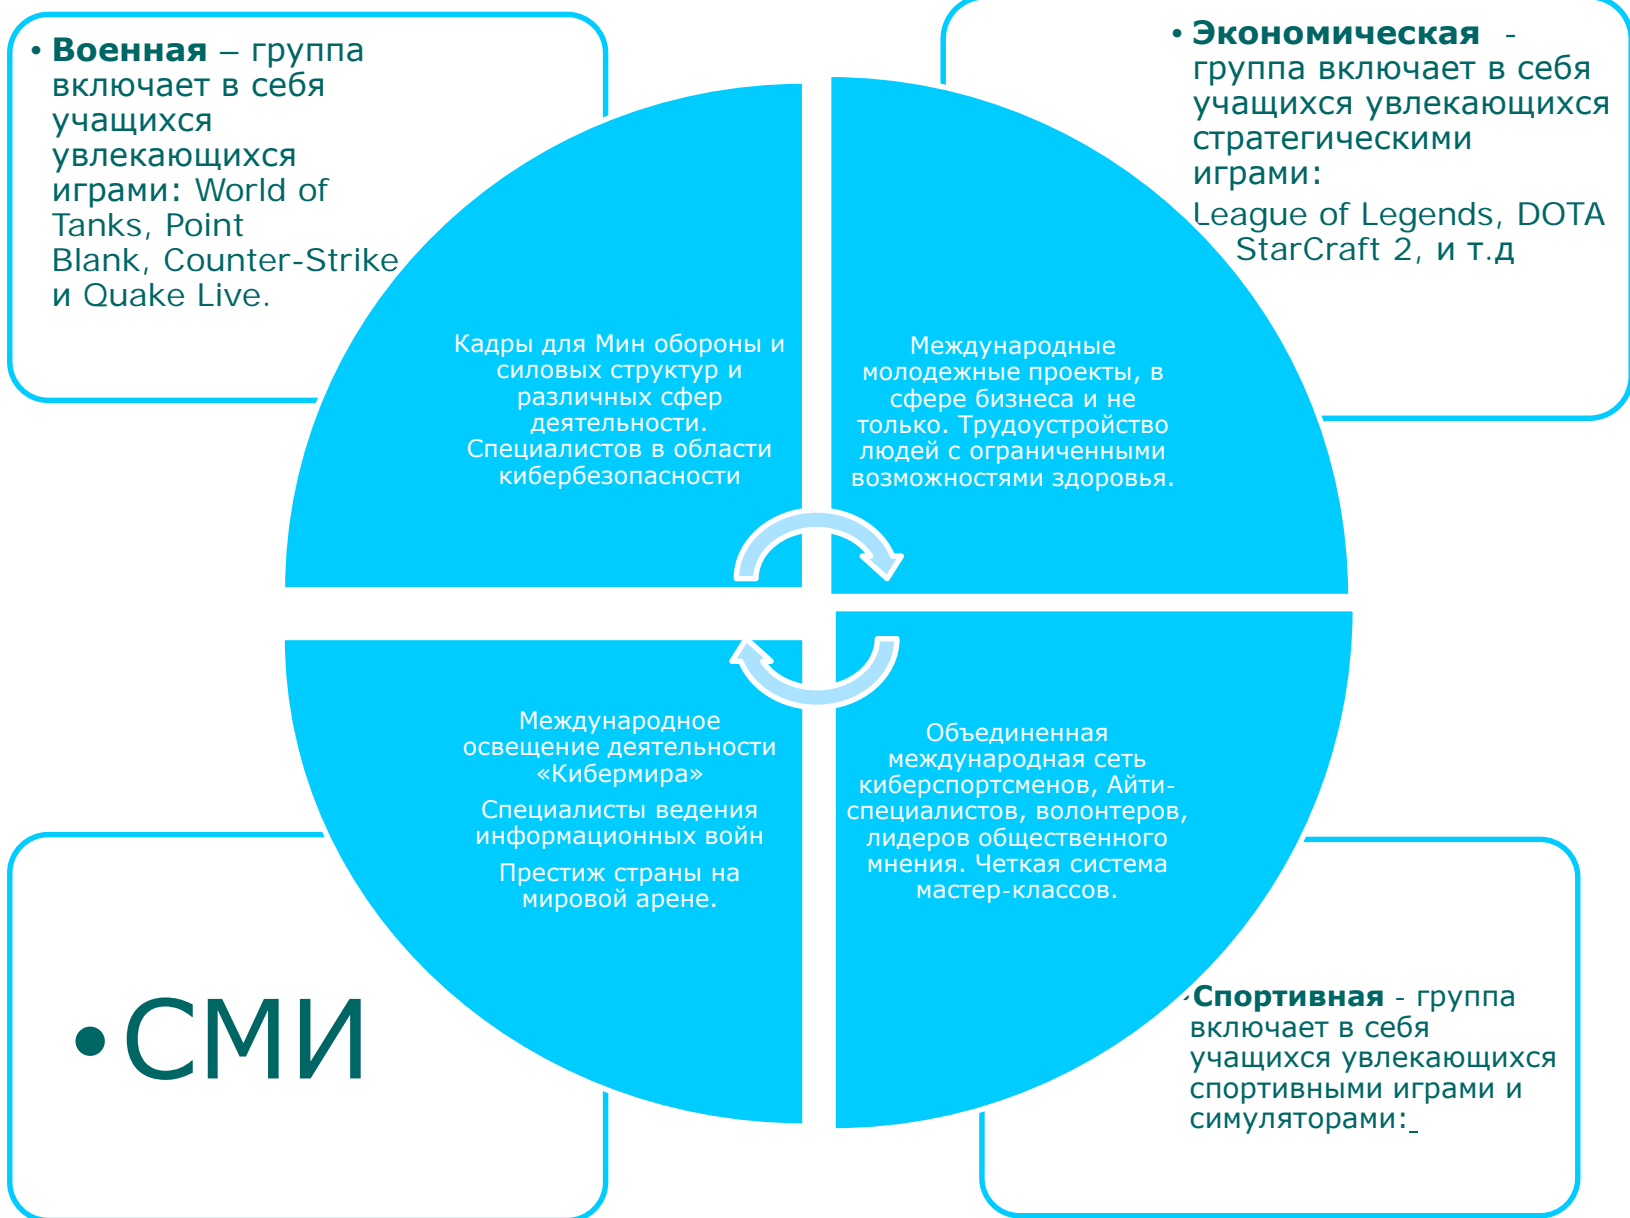 • Военная – группа
включает в себя
учащихся
увлекающихся
играми: World of
Tanks, Point
Blank, Counter-Strike
и Quake Live.
• Экономическая -
группа включает в себя
учащихся увлекающихся
стратегическими
играми:
League of Legends, DOTA
StarCraft 2, и т.д
Кадры для Мин обороны и
силовых структур и
различных сфер
деятельности.
Специалистов в области
кибербезопасности
Международные
молодежные проекты, в
сфере бизнеса и не
только. Трудоустройство
людей с ограниченными
возможностями здоровья.
Международное
освещение деятельности
«Кибермира»
Специалисты ведения
информационных войн
Престиж страны на
мировой арене.
Объединенная
международная сеть
киберспортсменов, Айти-
специалистов, волонтеров,
лидеров общественного
мнения. Четкая система
мастер-классов.
• СМИ
• Спортивная - группа
включает в себя
учащихся увлекающихся
спортивными играми и
симуляторами: